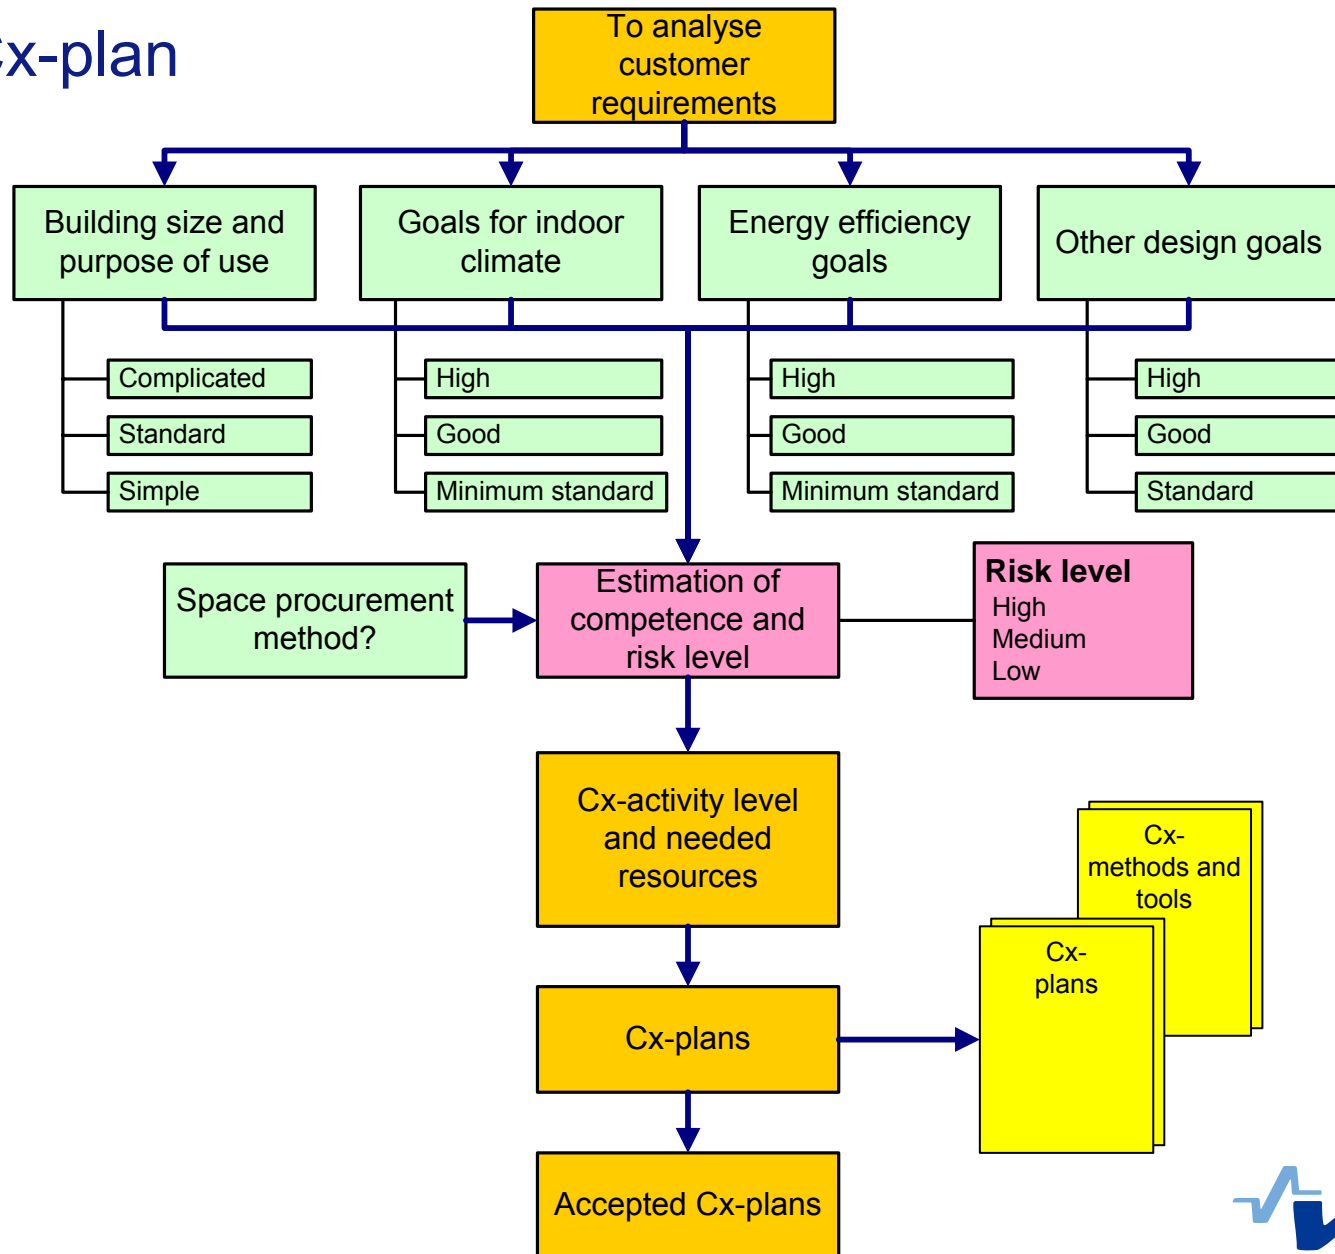 Cx-plan
To analyse
customer
requirements
Building size and
purpose of use
Goals for indoor
climate
Energy efficiency
goals
Other design goals
Complicated
Standard
Simple
High
Good
Minimum standard
High
Good
Minimum standard
High
Good
Standard
Space procurement
method?
Estimation of
competence and
risk level
Risk level
High
Medium
Low
Cx-activity level
and needed
resources
Cx-
methods and
tools
Cx-
plans
Cx-plans
Accepted Cx-plans